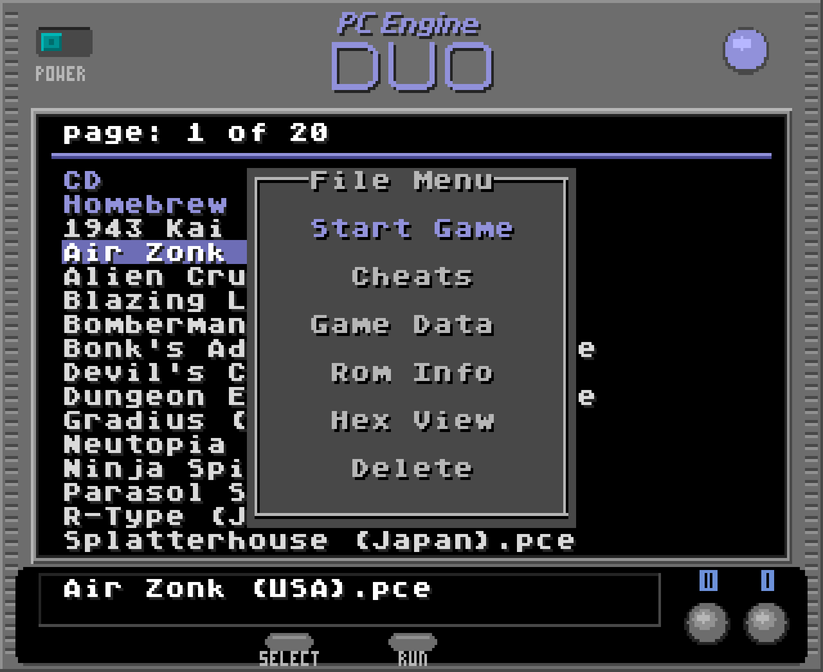 PC Engine
DUO
POWER
page: 1 of 20
CD
Homebrew
1943 Kai
Air Zonk
Alien Cru
Blazing L
Bomberman
Bonk's Ad
e
Devil's C
Dungeon E
e
Gradius (
Neutopia
Ninja Spi
Parasol S
R-Type (J
Splatterhouse (Japan).pce
File Menu
Start Game
Cheats
Game Data
Rom Info
Hex View
Delete
Air Zonk (USA).pce
II
I
SELECT
RUN